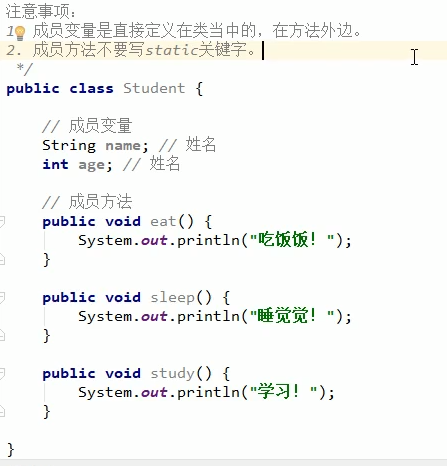 注意事项：
1. 成员变量是直接定义在类当中的，在方法外边。
2. 成员方法不要写static关键字。
*/
public class Student {
// 成员变量
String name; // 姓名
int age; // 姓名
// 成员方法
public void eat() {
System.out.println("吃饭饭！");
}
public void sleep() {
System.out.println("睡觉觉！");
}
public void study() {
System.out.println("学习！");
}
}